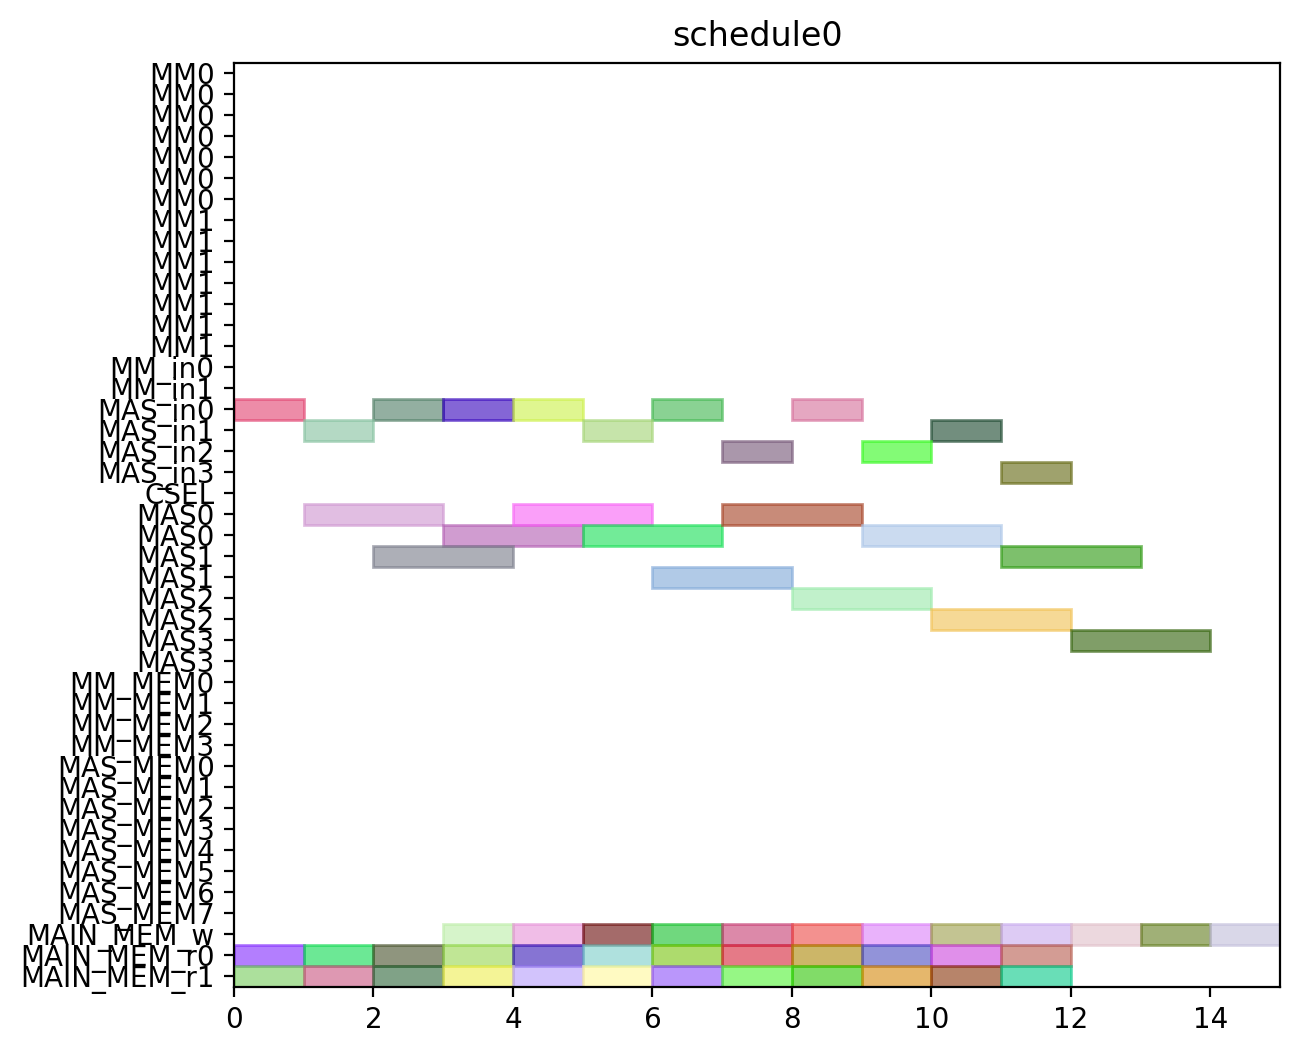 schedule0
MM0
MM0
MM0
MM0
MM0
MM0
MM0
MM1
MM1
MM1
MM1
MM1
MM1
MM1
MM_in0
MM_in1
MAS_in0
MAS_in1
MAS_in2
MAS_in3
CSEL
MAS0
MAS0
MAS1
MAS1
MAS2
MAS2
MAS3
MAS3
MM_MEM0
MM_MEM1
MM_MEM2
MM_MEM3
MAS_MEM0
MAS_MEM1
MAS_MEM2
MAS_MEM3
MAS_MEM4
MAS_MEM5
MAS_MEM6
MAS_MEM7
MAIN_MEM_w
MAIN_MEM_r0
MAIN_MEM_r1
0 2 4 6 8 10 12 14